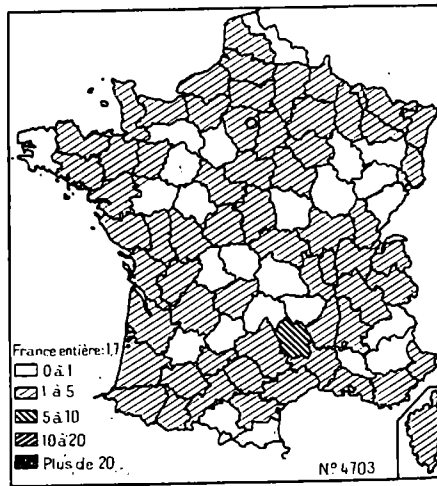 France entière: 1,7
0 à 1
1 à 5
5 à 10
10 à 20
Plus de 20
N° 4703